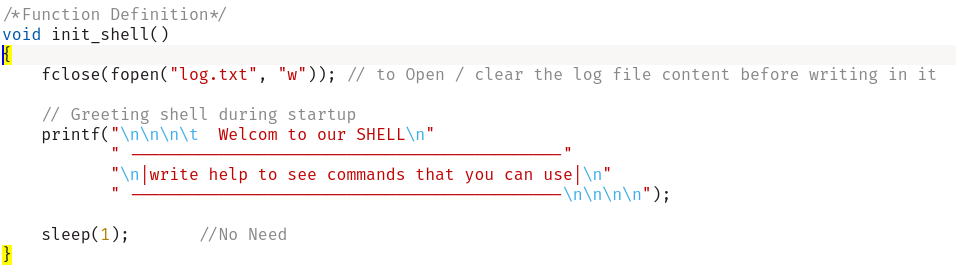 /*Function Definition*/
void init_shell()
{
    fclose(fopen("log.txt", "w")); // to Open / clear the log file content before writing in it

    // Greeting shell during startup
    printf("\n\n\n\t  Welcom to our SHELL\n"
           " --------------------------------------------"
           "\n|write help to see commands that you can use|\n"
           " --------------------------------------------\n\n\n\n");

    sleep(1);       //No Need
}